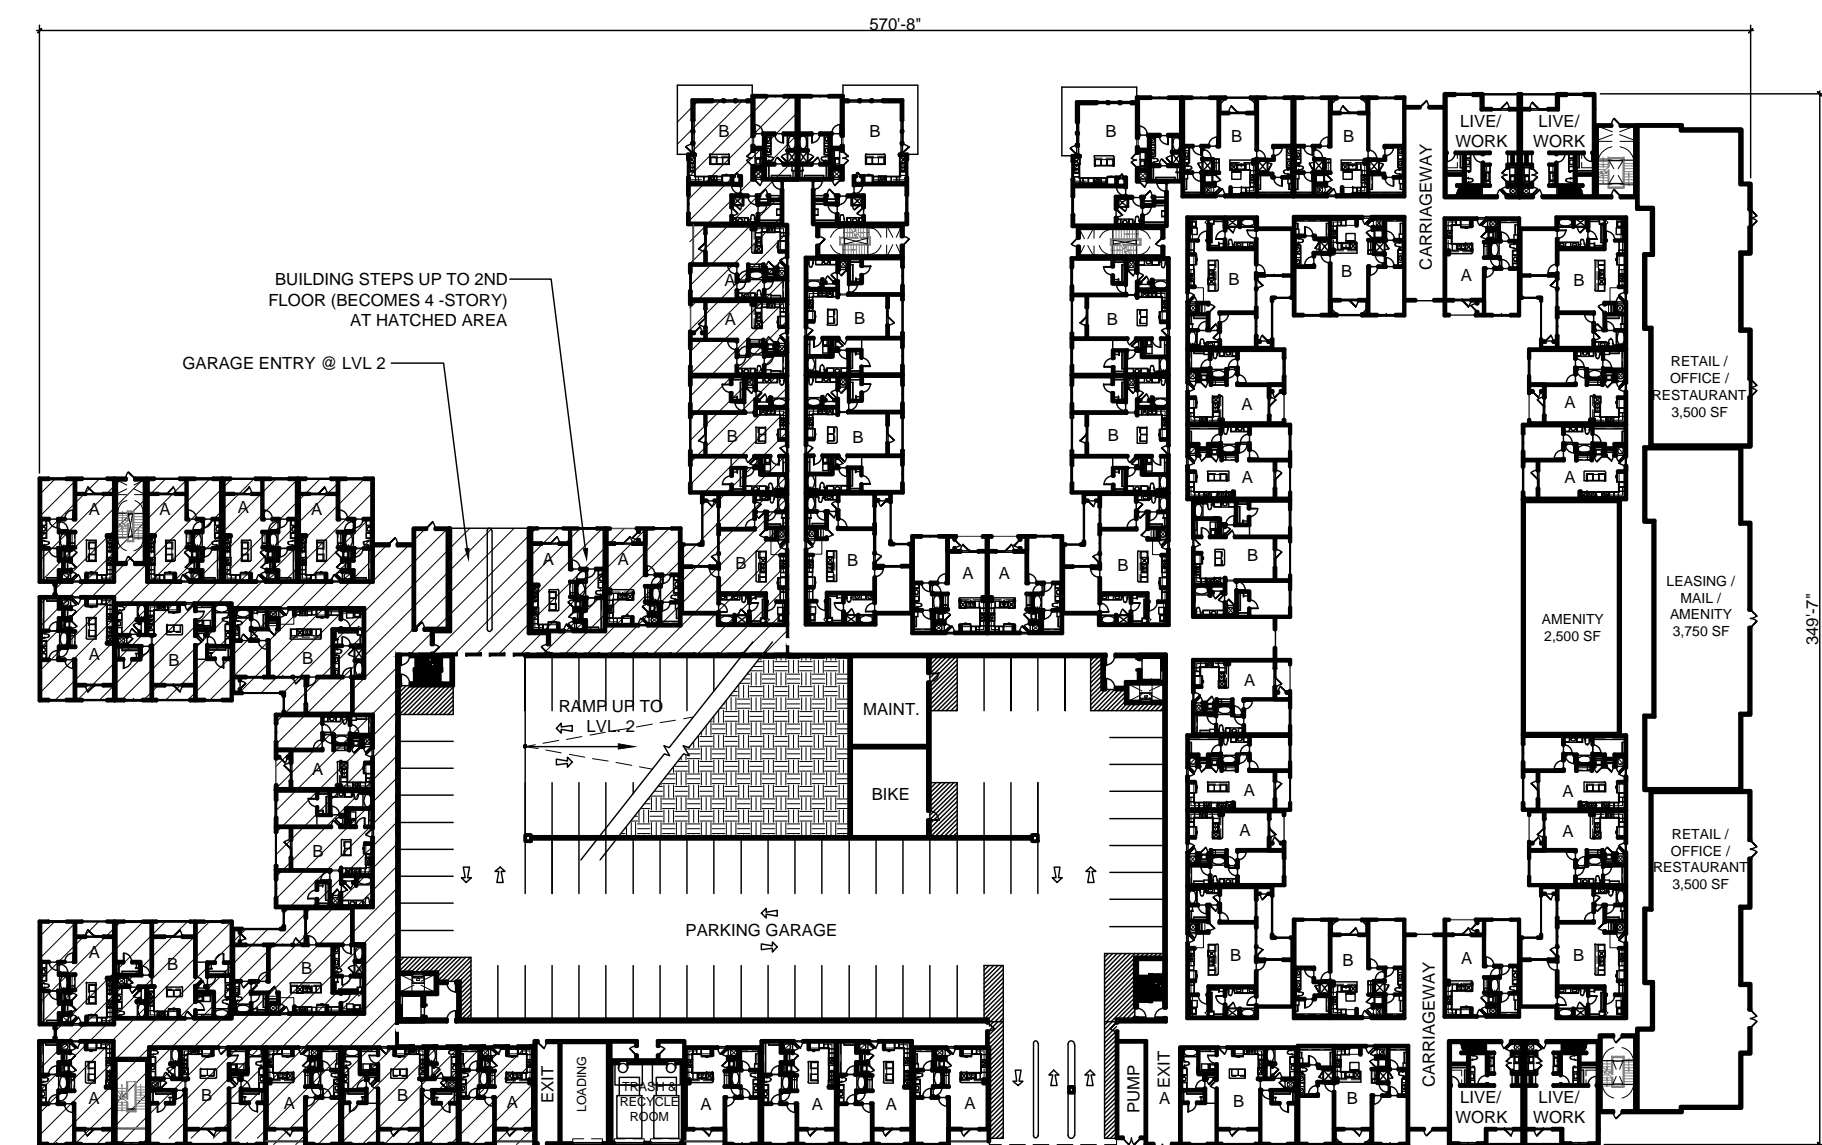 570'-8"
B
B
B
B
B
LIVE/
WORK
LIVE/
WORK
CARRIAGEWAY
BUILDING STEPS UP TO 2ND
FLOOR (BECOMES 4 -STORY)
AT HATCHED AREA
GARAGE ENTRY @ LVL 2
A
A
B
B
B
B
B
B
B
A
B
A
A
A
A
B
RETAIL /
OFFICE /
RESTAURANT
3,500 SF
349'-7"
A
A
A
A
A
A
B
B
A
A
B
A
B
B
AMENITY
2,500 SF
LEASING /
MAIL /
AMENITY
3,750 SF
A
B
A
RAMP UP TO
LVL. 2
MAINT.
BIKE
A
A
B
A
A
A
RETAIL /
OFFICE /
RESTAURANT
3,500 SF
PARKING GARAGE
A
B
B
B
B
A
B
CARRIAGEWAY
A
B
A
B
A
EXIT
LOADING
TRASH &
RECYCLE
ROOM
A
A
A
A
PUMP
EXIT
A
B
B
LIVE/
WORK
LIVE/
WORK